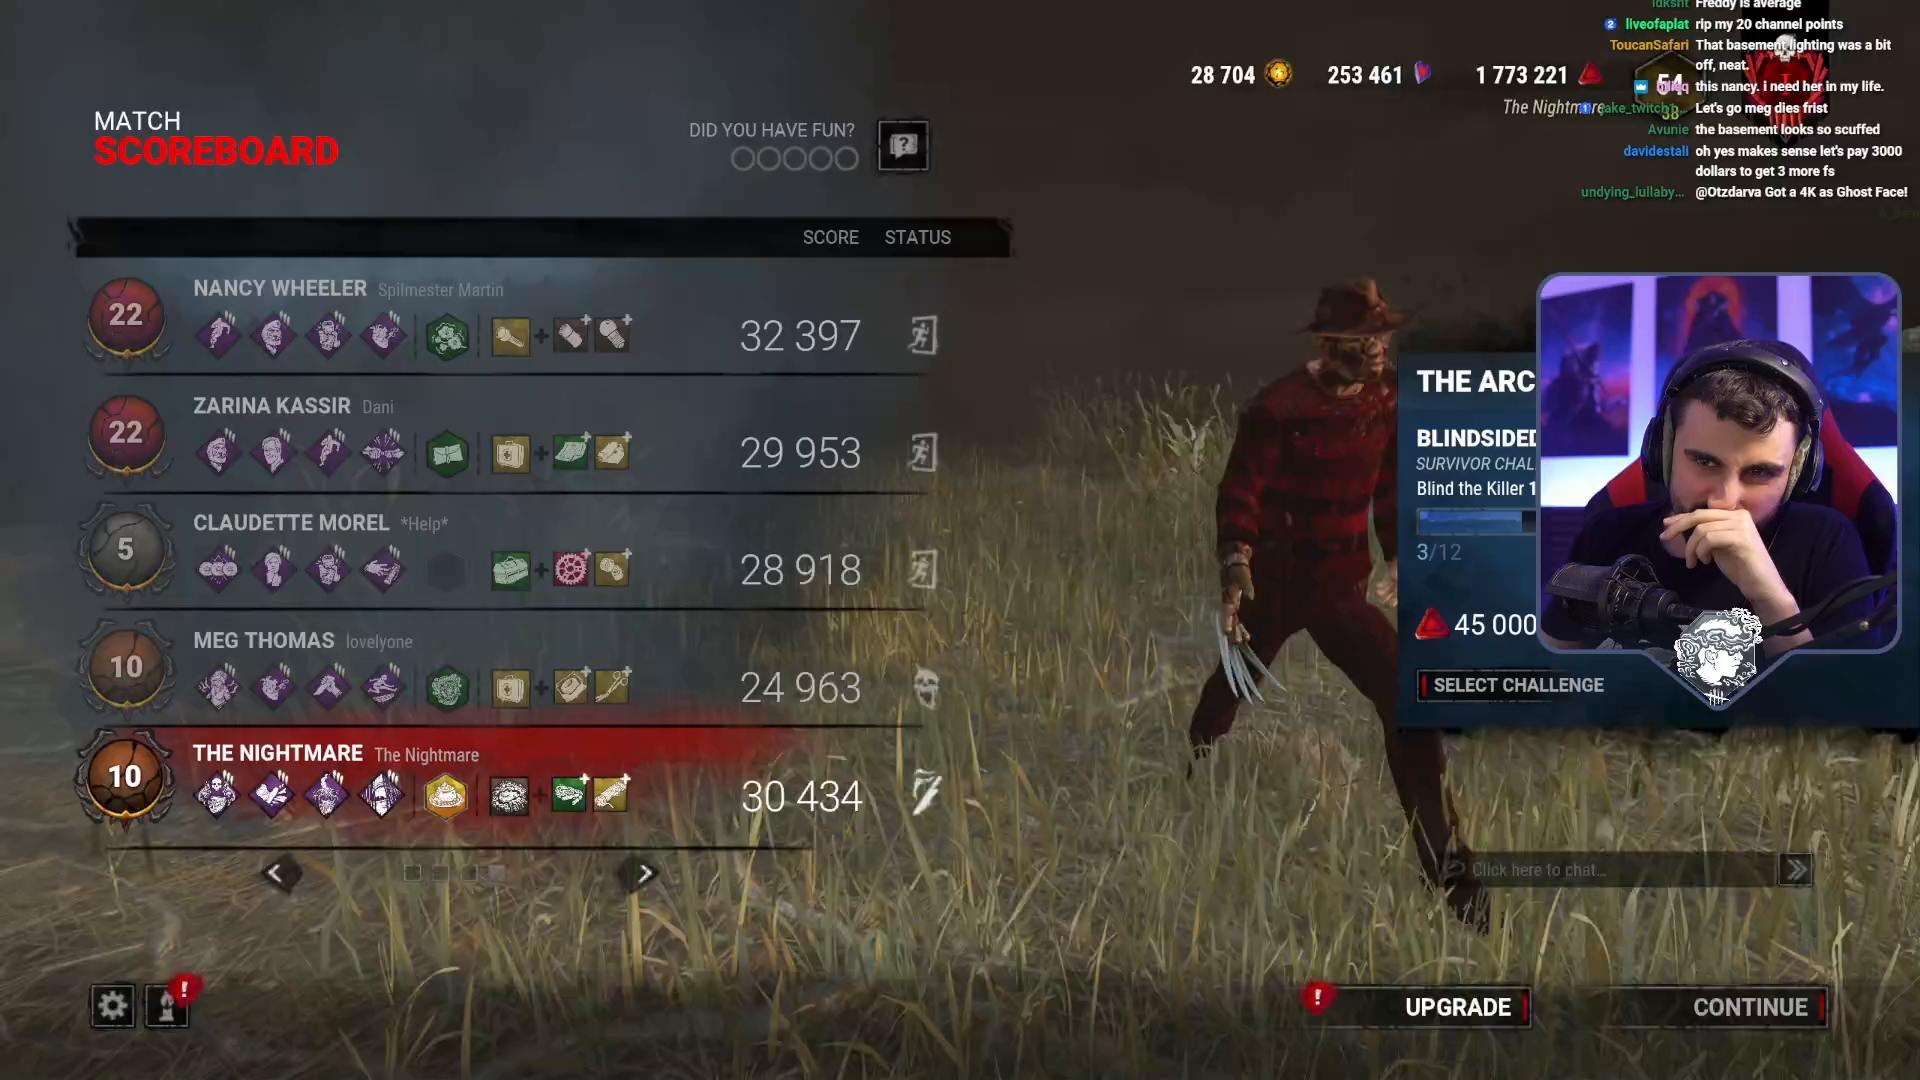 Freddy is average
liveofaplat rip my 20 channel points
ToucanSafari That basement lighting was a bit
off, neat.
this nancy. i need her in my life.
Let's go meg dies frist
Avunie the basement looks so scuffed
davidestali oh yes makes sense let's pay 3000
dollars to get 3 more fs
undying_lullaby… @Otzdarva Got a 4K as Ghost Face!
28 704 253 461 1 773 221
MATCH
SCOREBOARD
DID YOU HAVE FUN?
SCORE STATUS
22 NANCY WHEELER Spilmester Martin
32 397
22 ZARINA KASSIR Dani
29 953
5 CLAUDETTE MOREL *Help*
28 918
10 MEG THOMAS lovelyone
24 963
10 THE NIGHTMARE The Nightmare
30 434
THE ARC
BLINDSIDED
SURVIVOR CHAL
Blind the Killer 1
3/12
45 000
SELECT CHALLENGE
Click here to chat...
UPGRADE
CONTINUE